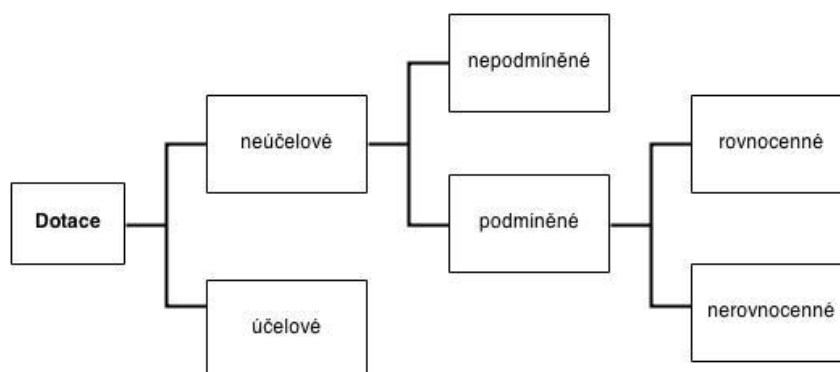 Dotace
neúčelové
účelové
nepodmíněné
podmíněné
rovnocenné
nerovnocenné